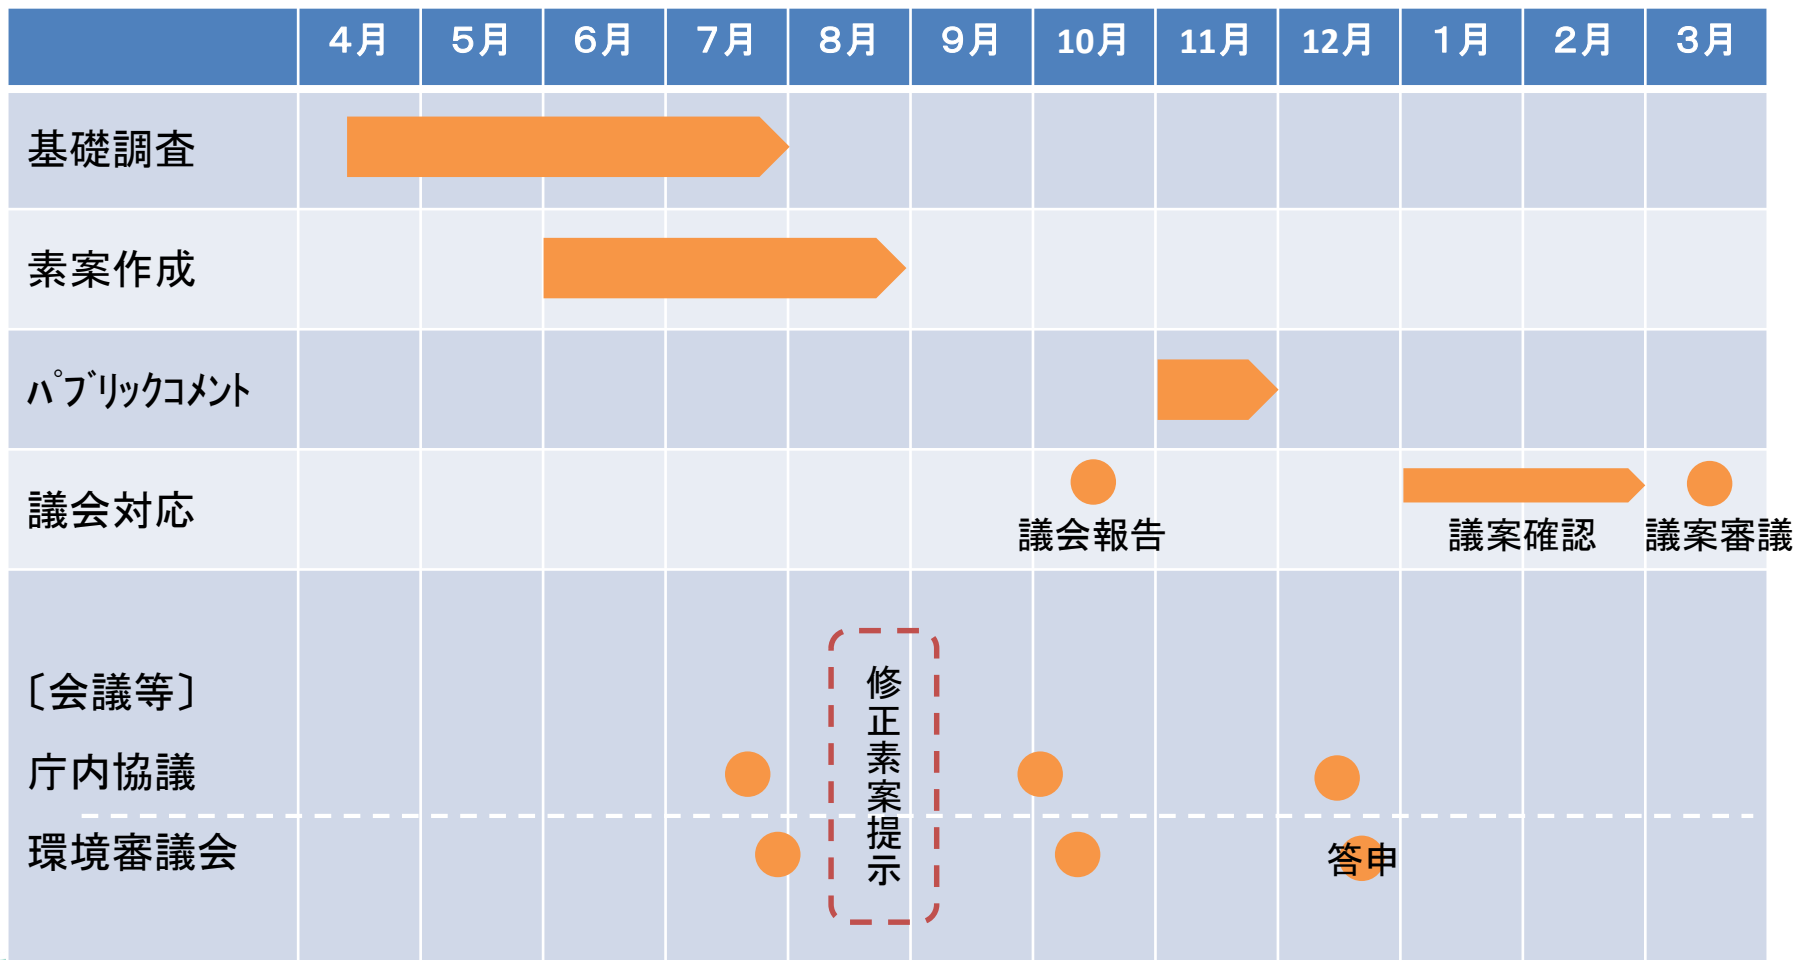 ４月 ５月 ６月 ７月 ８月 ９月 10月 11月 12月 １月 ２月 ３月
基礎調査
素案作成
ﾊﾟﾌﾞﾘｯｸｺﾒﾝﾄ
議会対応
議会報告 議案確認 議案審議
〔会議等〕
庁内協議
環境審議会
修正素案提示
答申